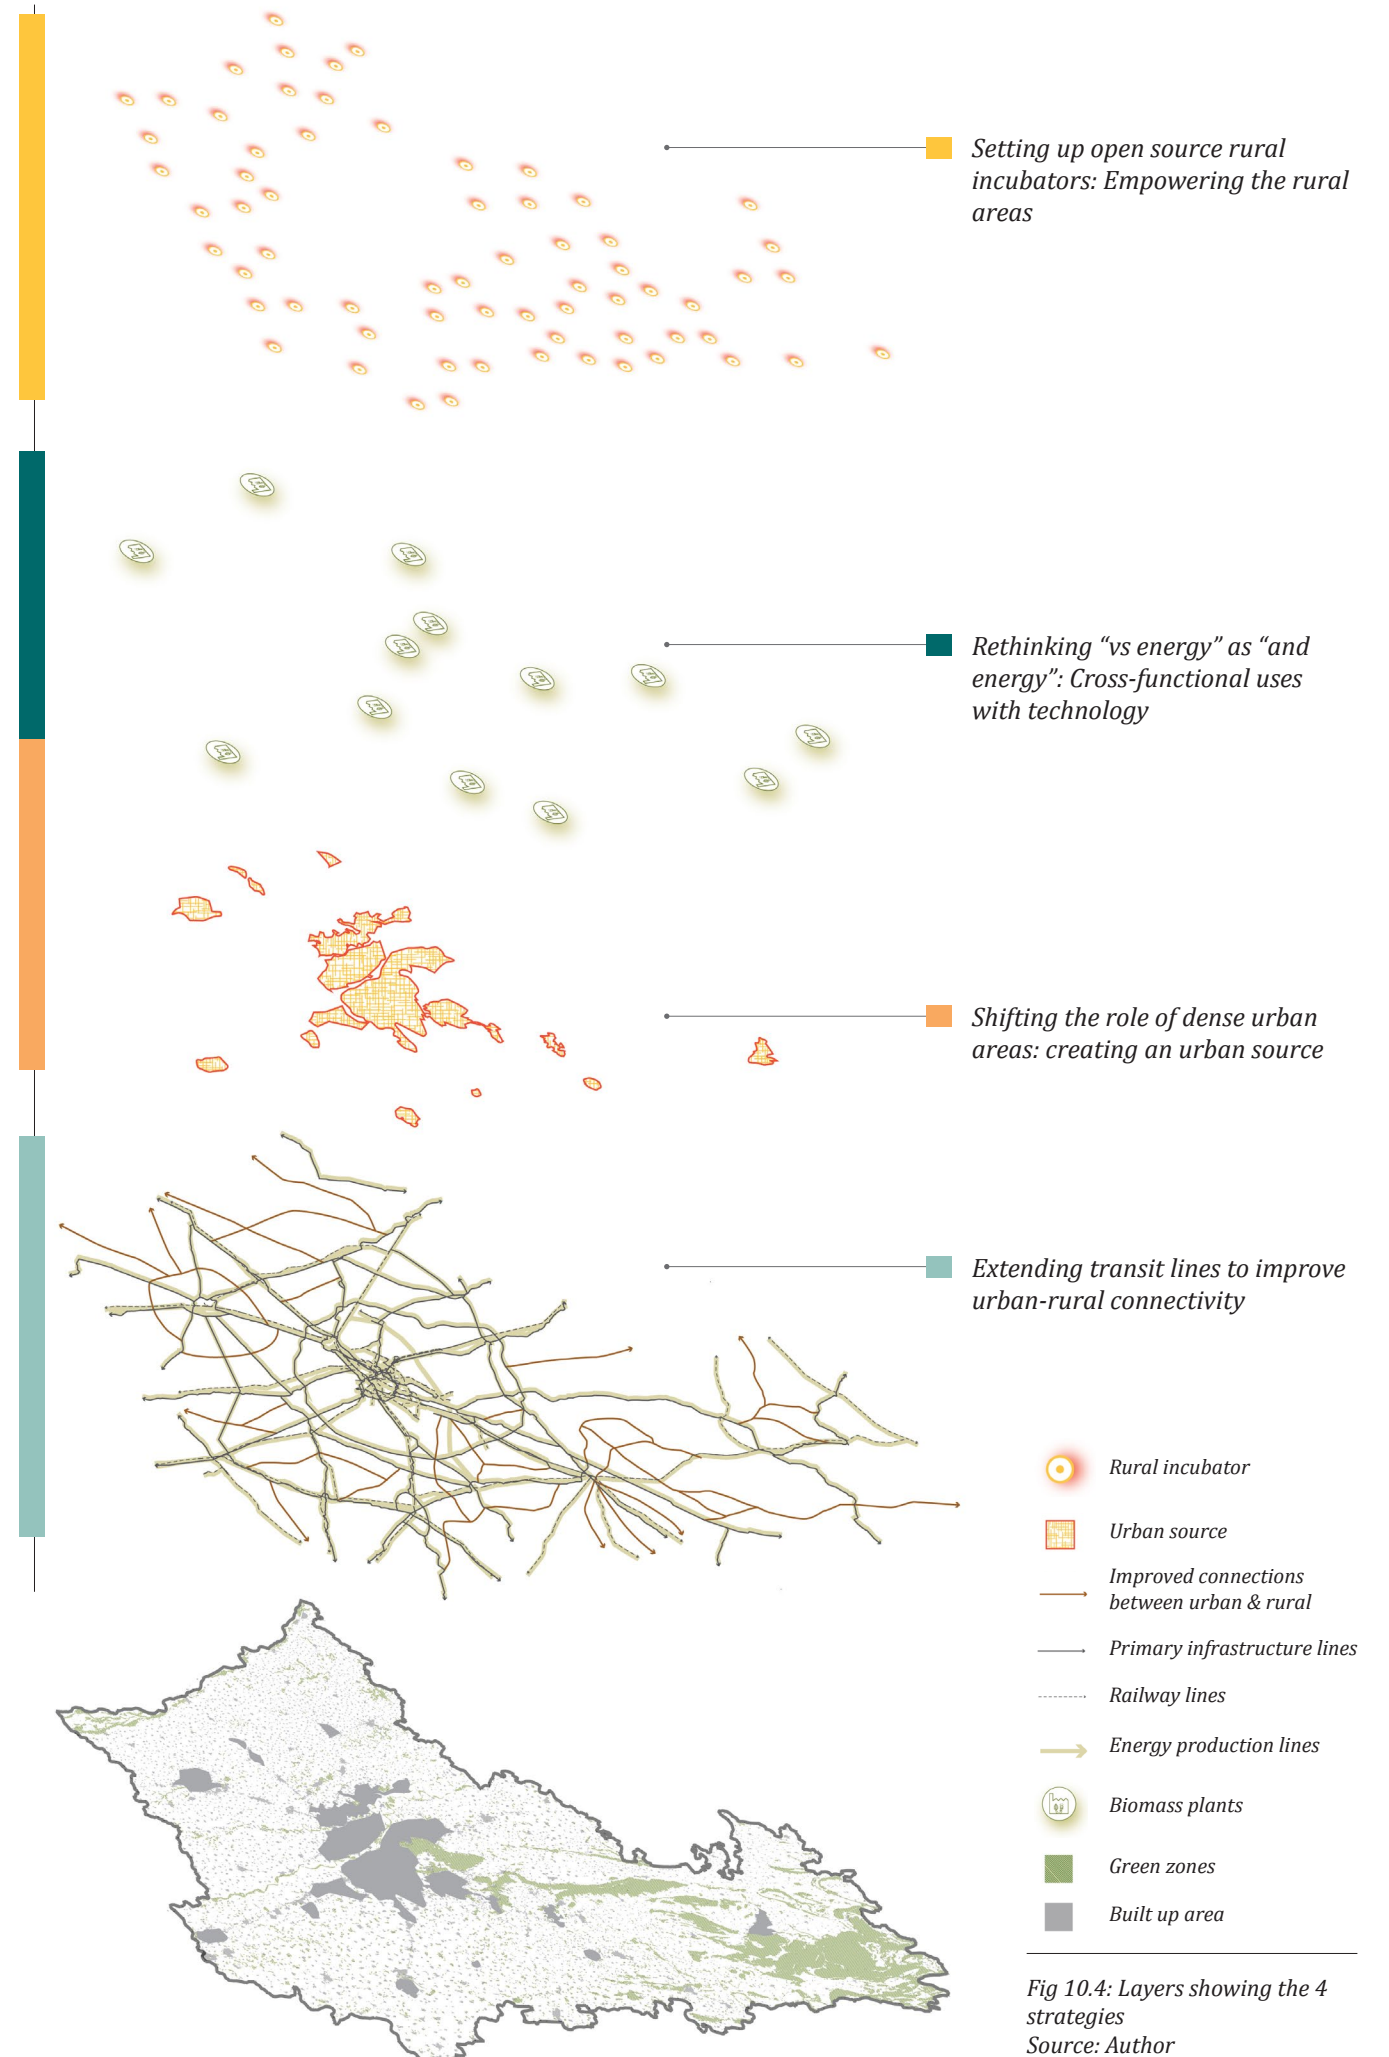 Setting up open source rural
incubators: Empowering the rural
areas
Rethinking “vs energy” as “and
energy”: Cross-functional uses
with technology
Shifting the role of dense urban
areas: creating an urban source
Extending transit lines to improve
urban-rural connectivity
Rural incubator
Urban source
Improved connections
between urban & rural
Primary infrastructure lines
Railway lines
Energy production lines
Biomass plants
Green zones
Built up area
Fig 10.4: Layers showing the 4
strategies
Source: Author